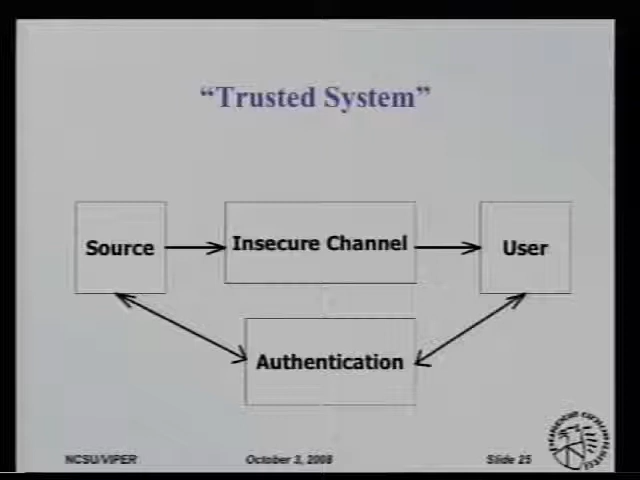 “Trusted System”
Source
Insecure Channel
User
Authentication
NCSU/VIPER
October 3, 2008
Slide 25